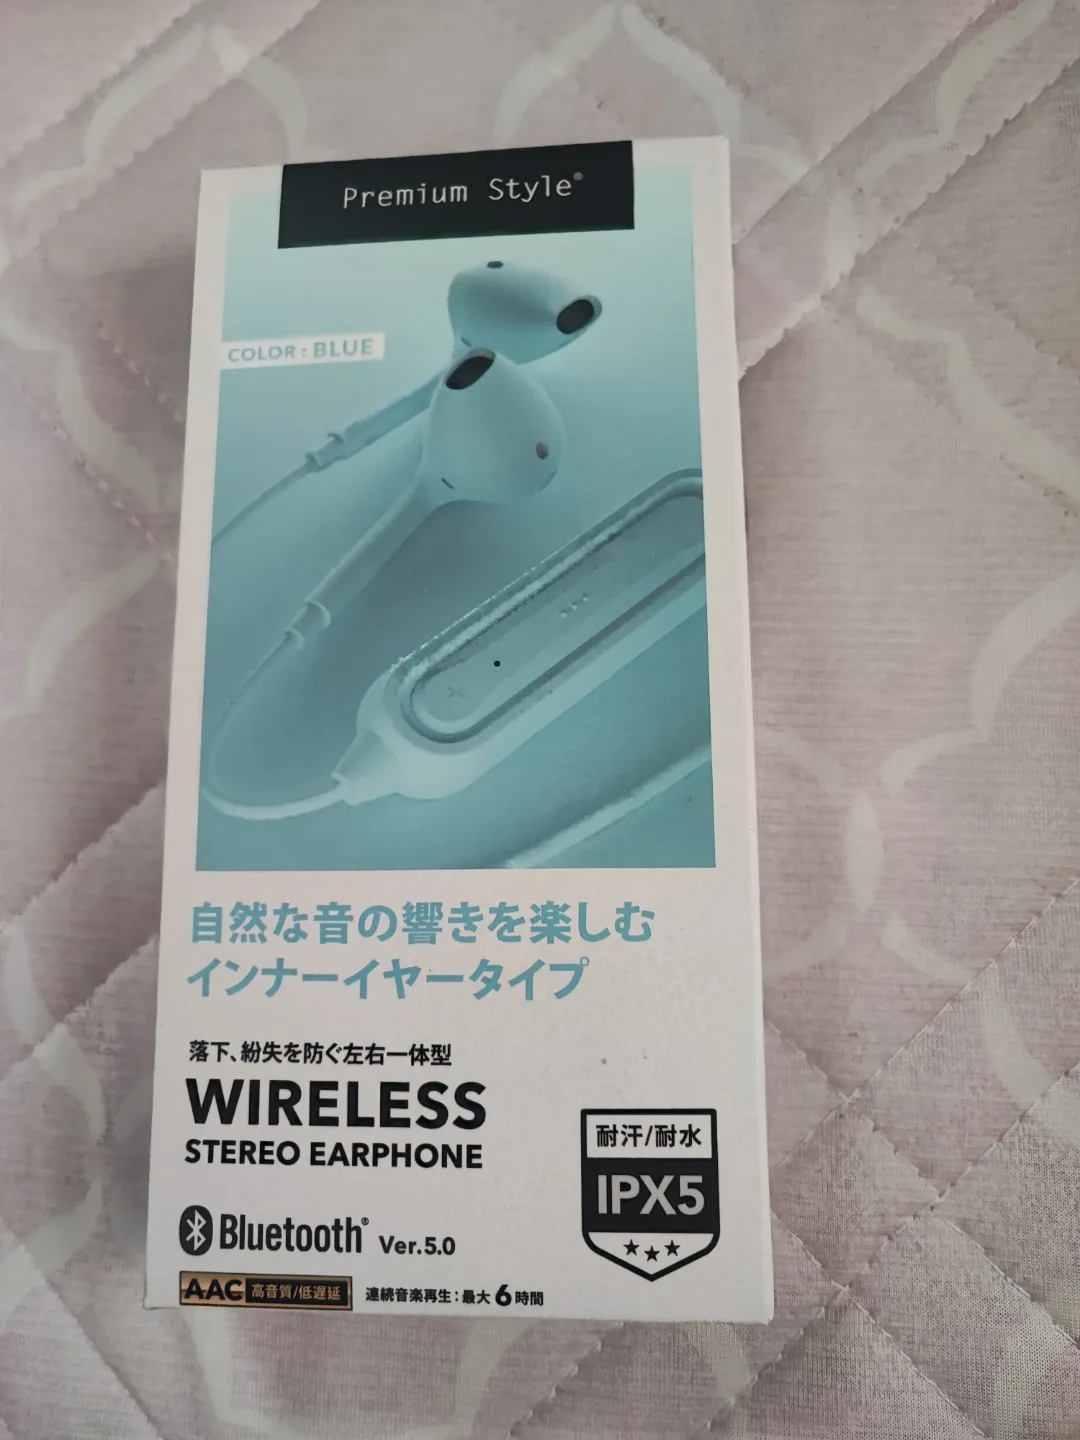 Premium Style®
COLOR : BLUE
自然な音の響きを楽しむ
インナーイヤータイプ
落下、紛失を防ぐ左右一体型
WIRELESS
STEREO EARPHONE
耐汗/耐水
IPX5
Bluetooth® Ver.5.0
AAC 高音質/低遅延 連続音楽再生:最大6時間